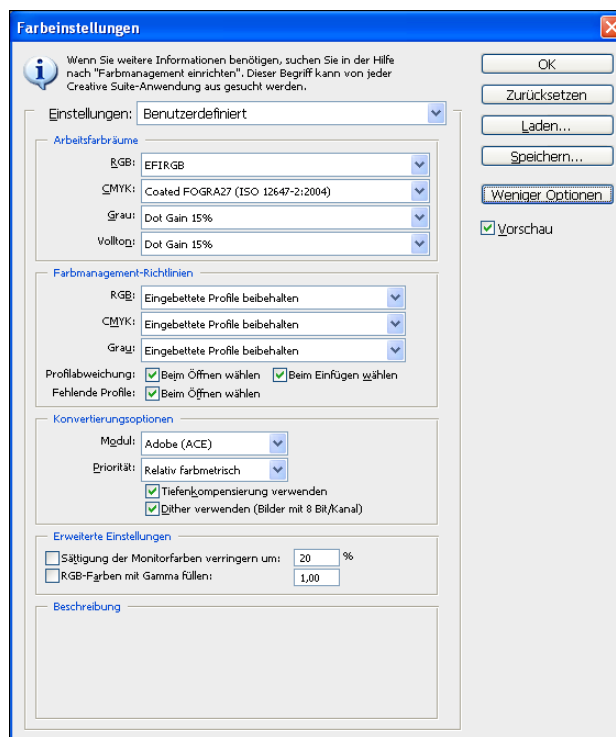 Farbeinstellungen
Wenn Sie weitere Informationen benötigen, suchen Sie in der Hilfe
nach "Farbmanagement einrichten". Dieser Begriff kann von jeder
Creative Suite-Anwendung aus gesucht werden.
OK
Zurücksetzen
Laden...
Speichern...
Weniger Optionen
Vorschau
Einstellungen: Benutzerdefiniert
Arbeitsfarbräume
RGB: EFIRGB
CMYK: Coated FOGRA27 (ISO 12647-2:2004)
Grau: Dot Gain 15%
Vollton: Dot Gain 15%
Farbmanagement-Richtlinien
RGB: Eingebettete Profile beibehalten
CMYK: Eingebettete Profile beibehalten
Grau: Eingebettete Profile beibehalten
Profilabweichung: Beim Öffnen wählen Beim Einfügen wählen
Fehlende Profile: Beim Öffnen wählen
Konvertierungsoptionen
Modul: Adobe (ACE)
Priorität: Relativ farbmetrisch
Tiefenkompensierung verwenden
Dither verwenden (Bilder mit 8 Bit/Kanal)
Erweiterte Einstellungen
Sättigung der Monitorfarben verringern um: 20 %
RGB-Farben mit Gamma füllen: 1,00
Beschreibung